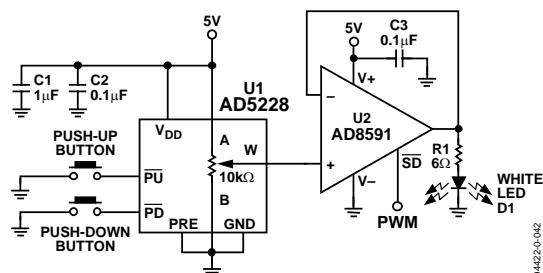 5V
5V
C3
0.1μF
C1
1μF
C2
0.1μF
U1
AD5228
V+
–
U2
AD8591
VDD
A
W
10kΩ
B
+
V–
SD
R1
6Ω
PUSH-UP
BUTTON
PU
PD
PUSH-DOWN
BUTTON
PRE
GND
PWM
WHITE
LED
D1
04422-0-042